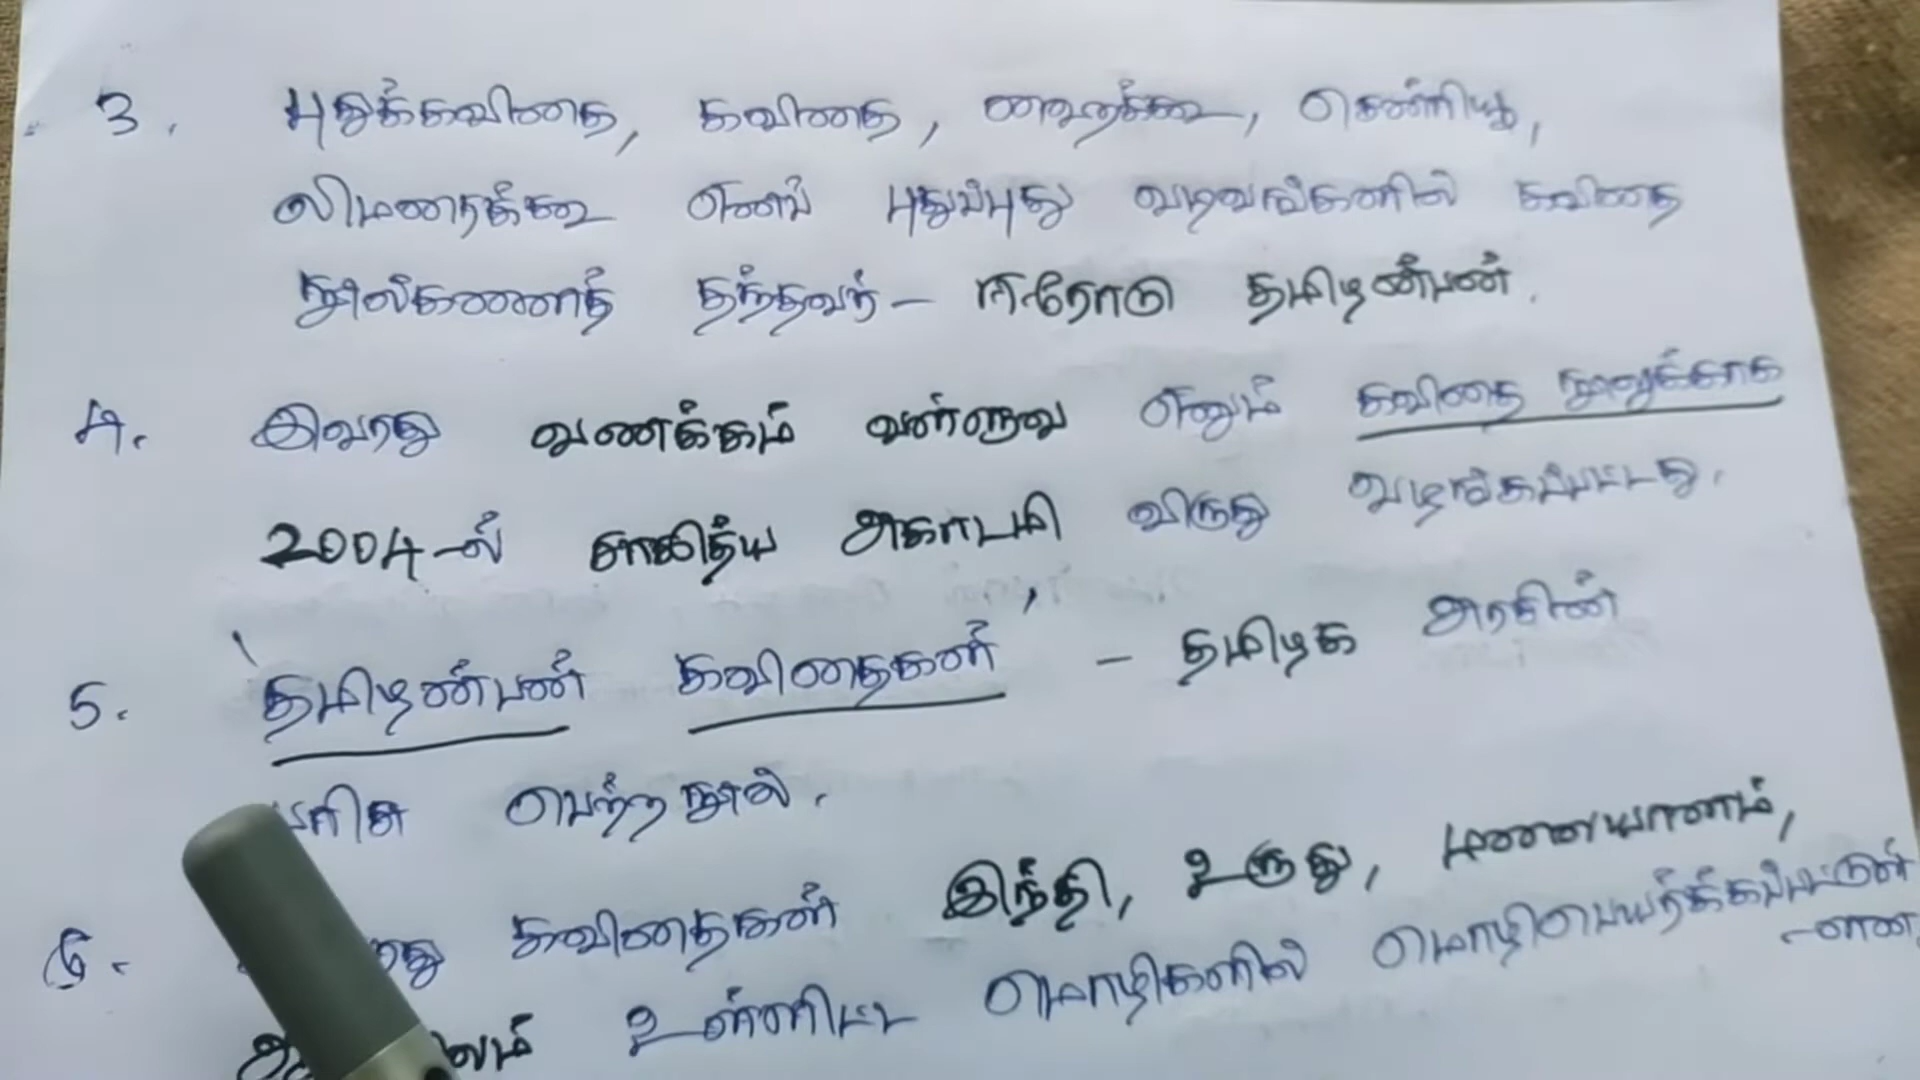 3. புதுக்கவிதை, கவிதை, ஹைக்கூ, சென்ரியு,
லிமரைக்கூ எனப் புதுப்புது வடிவங்களில் கவிதை
நூல்களைத் தந்தவர் – ஈரோடு தமிழன்பன்.
4. இவரது வணக்கம் வள்ளுவ எனும் கவிதை நூலுக்காக
2004-ல் சாகித்ய அகாடமி விருது வழங்கப்பட்டது.
5. 'தமிழன்பன் கவிதைகள்' – தமிழக அரசின்
பரிசு பெற்ற நூல்.
6. கவிதைகள் இந்தி, உருது, மலையாளம்,
உள்ளிட்ட மொழிகளில் மொழிபெயர்க்கப்பட்டுள்
-ளன.